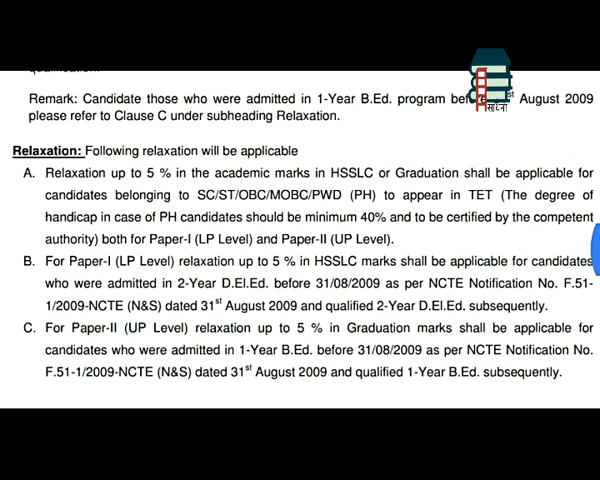 Remark: Candidate those who were admitted in 1-Year B.Ed. program st August 2009
please refer to Clause C under subheading Relaxation.
साधना
Relaxation: Following relaxation will be applicable
A. Relaxation up to 5 % in the academic marks in HSSLC or Graduation shall be applicable for
candidates belonging to SC/ST/OBC/MOBC/PWD (PH) to appear in TET (The degree of
handicap in case of PH candidates should be minimum 40% and to be certified by the competent
authority) both for Paper-I (LP Level) and Paper-II (UP Level).
B. For Paper-I (LP Level) relaxation up to 5 % in HSSLC marks shall be applicable for candidates
who were admitted in 2-Year D.El.Ed. before 31/08/2009 as per NCTE Notification No. F.51-
1/2009-NCTE (N&S) dated 31st August 2009 and qualified 2-Year D.El.Ed. subsequently.
C. For Paper-II (UP Level) relaxation up to 5 % in Graduation marks shall be applicable for
candidates who were admitted in 1-Year B.Ed. before 31/08/2009 as per NCTE Notification No.
F.51-1/2009-NCTE (N&S) dated 31st August 2009 and qualified 1-Year B.Ed. subsequently.